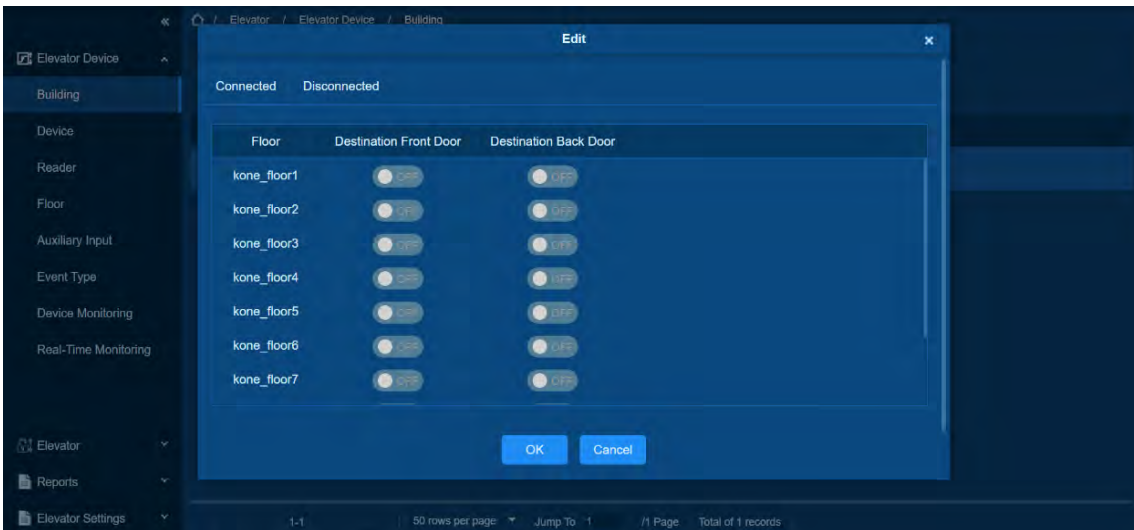 « / Elevator / Elevator Device / Building
Edit ×
Elevator Device
Building
Device
Reader
Floor
Auxiliary Input
Event Type
Device Monitoring
Real-Time Monitoring
Elevator
Reports
Elevator Settings
Connected Disconnected
Floor Destination Front Door Destination Back Door
kone_floor1 OFF OFF
kone_floor2 OFF OFF
kone_floor3 OFF OFF
kone_floor4 OFF OFF
kone_floor5 OFF OFF
kone_floor6 OFF OFF
kone_floor7 OFF OFF
OK Cancel
1-1 50 rows per page Jump To 1 /1 Page Total of 1 records